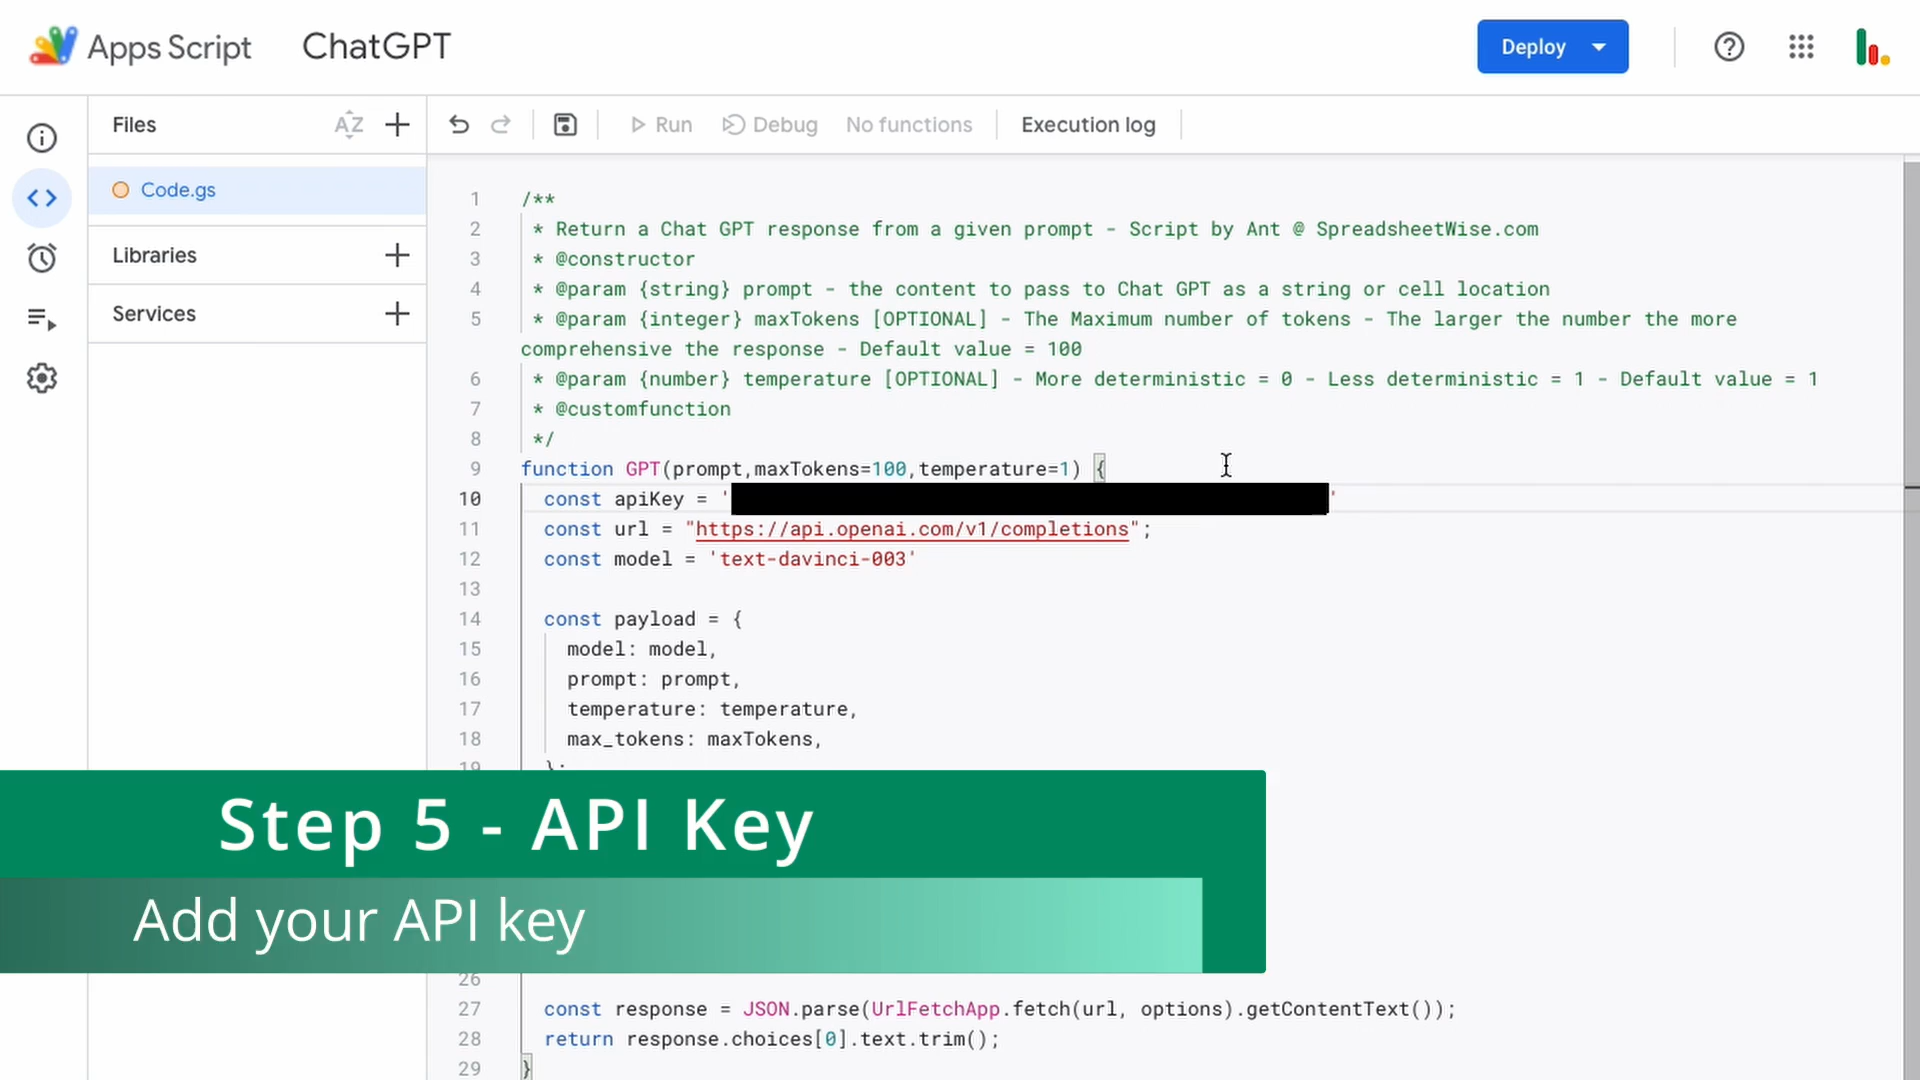 Apps Script ChatGPT Deploy
Files AZ Run Debug No functions Execution log
Code.gs
Libraries
Services
1 /**
2 * Return a Chat GPT response from a given prompt - Script by Ant @ SpreadsheetWise.com
3 * @constructor
4 * @param {string} prompt - the content to pass to Chat GPT as a string or cell location
5 * @param {integer} maxTokens [OPTIONAL] - The Maximum number of tokens - The larger the number the more
comprehensive the response - Default value = 100
6 * @param {number} temperature [OPTIONAL] - More deterministic = 0 - Less deterministic = 1 - Default value = 1
7 * @customfunction
8 */
9 function GPT(prompt,maxTokens=100,temperature=1) {
10 const apiKey = ' '
11 const url = "https://api.openai.com/v1/completions";
12 const model = 'text-davinci-003'
13
14 const payload = {
15 model: model,
16 prompt: prompt,
17 temperature: temperature,
18 max_tokens: maxTokens,
19 };
Step 5 - API Key
Add your API key
26
27 const response = JSON.parse(UrlFetchApp.fetch(url, options).getContentText());
28 return response.choices[0].text.trim();
29 }